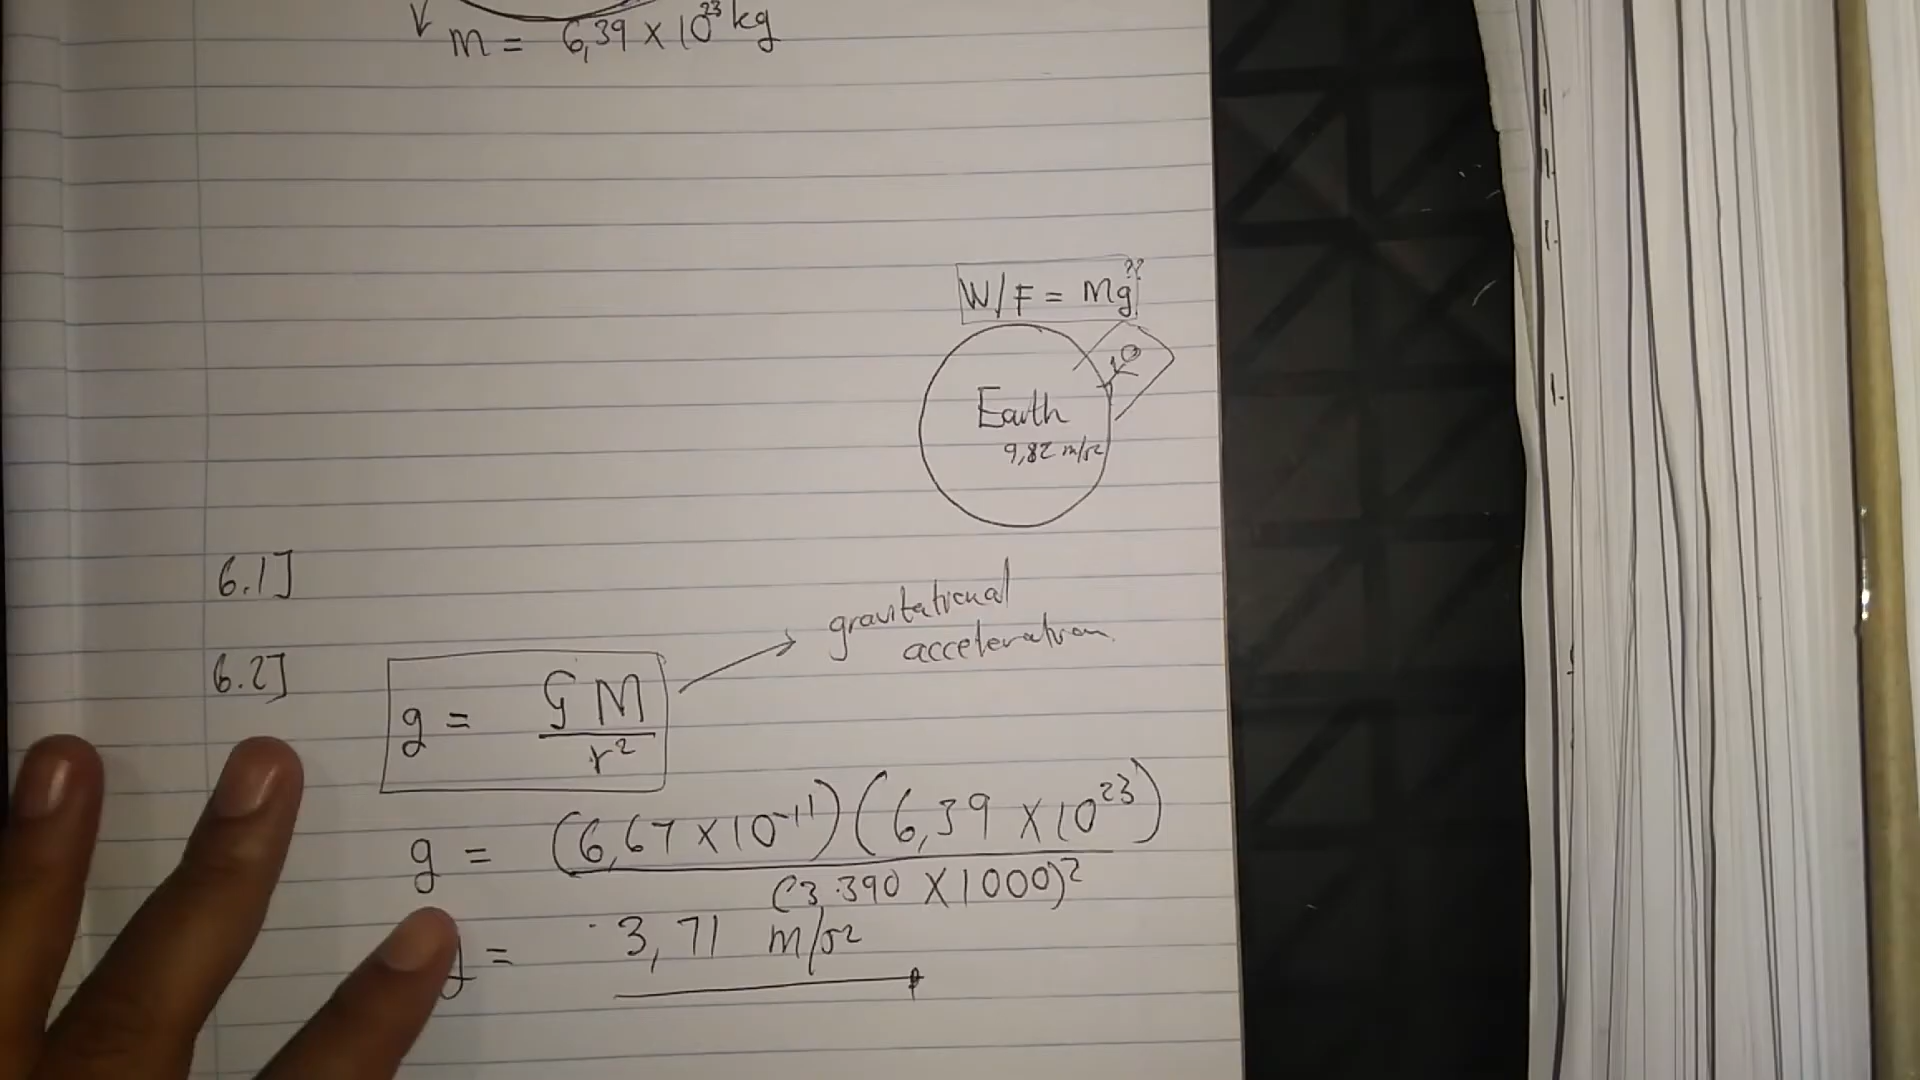 m = 6,39 × 10²³ kg
W/F = Mg??
Earth
9,82 m/s²
6.1]
gravitational
acceleration.
6.2]
g = GM
r²
g = (6,67 × 10⁻¹¹)(6,39 × 10²³)
(3.390 × 1000)²
g = 3,71 m/s²